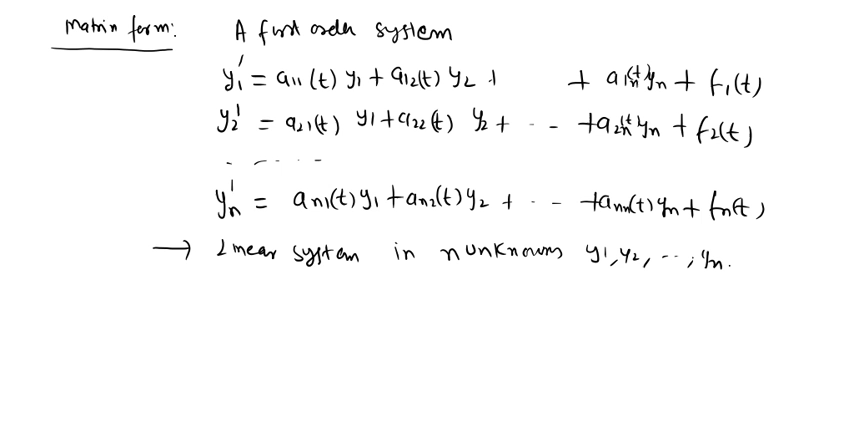 Matrix form: A first order system
y₁' = a₁₁(t) y₁ + a₁₂(t) y₂ + + a₁ₙ(t) yₙ + f₁(t)
y₂' = a₂₁(t) y₁ + a₂₂(t) y₂ + - - + a₂ₙ(t) yₙ + f₂(t)
- - - - -
yₙ' = aₙ₁(t) y₁ + aₙ₂(t) y₂ + - - + aₙₙ(t) yₙ + fₙ(t)
→ Linear system in n unknowns y₁, y₂, ..., yₙ.